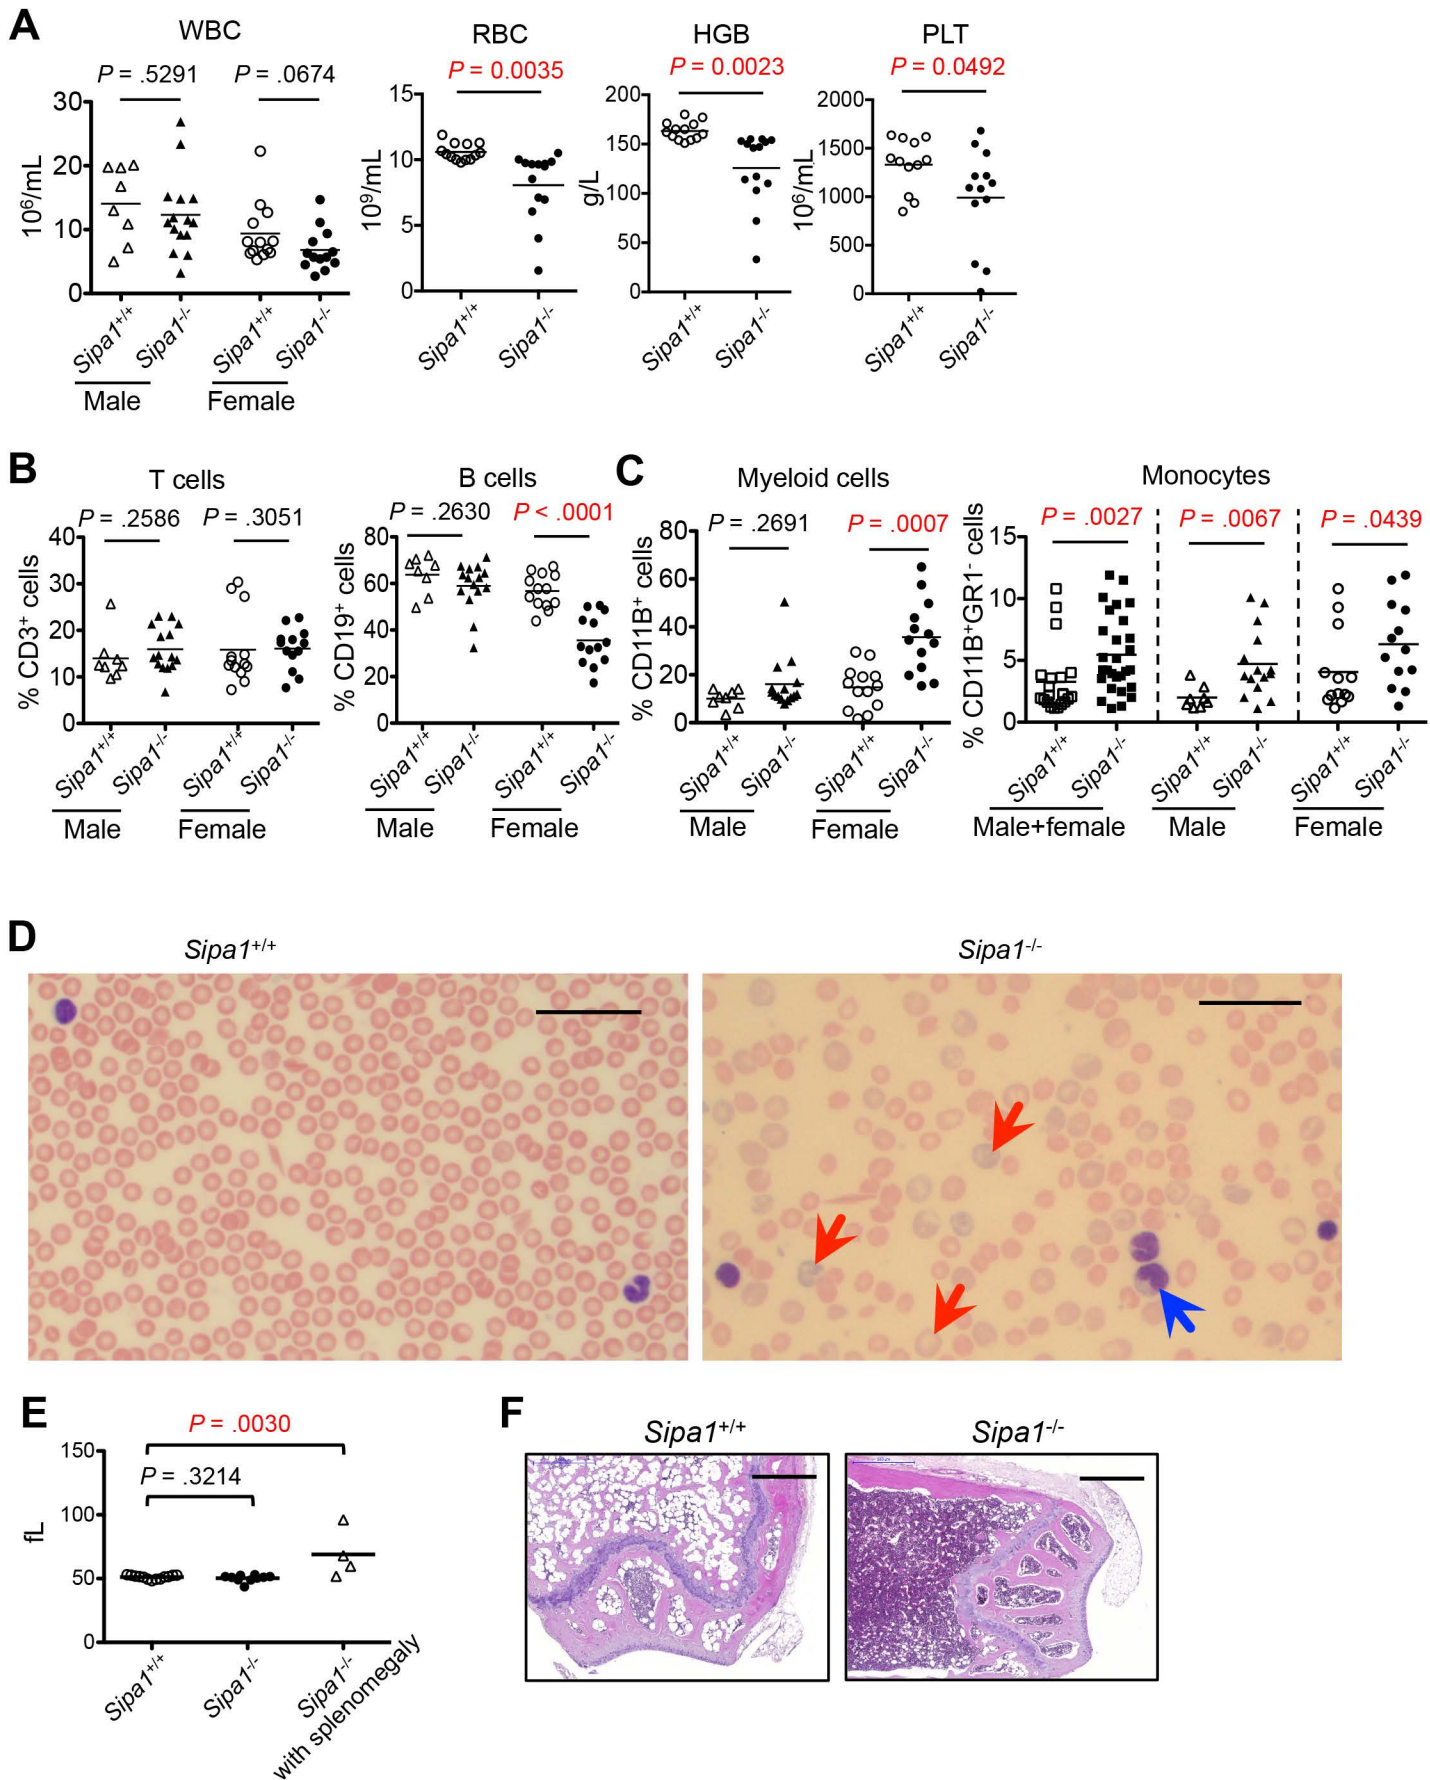 A
WBC
RBC
HGB
PLT
P = .5291
P = .0674
P = 0.0035
P = 0.0023
P = 0.0492
10⁶/mL
30
20
10
0
10⁹/mL
15
10
5
0
g/L
200
150
100
50
0
10⁶/mL
2000
1500
1000
500
0
Sipa1⁺/⁺
Sipa1⁻/⁻
Sipa1⁺/⁺
Sipa1⁻/⁻
Sipa1⁺/⁺
Sipa1⁻/⁻
Sipa1⁺/⁺
Sipa1⁻/⁻
Sipa1⁺/⁺
Sipa1⁻/⁻
Male
Female
B
T cells
B cells
P = .2586
P = .3051
P = .2630
P < .0001
% CD3⁺ cells
40
30
20
10
0
% CD19⁺ cells
80
60
40
20
0
Sipa1⁺/⁺
Sipa1⁻/⁻
Sipa1⁺/⁺
Sipa1⁻/⁻
Sipa1⁺/⁺
Sipa1⁻/⁻
Sipa1⁺/⁺
Sipa1⁻/⁻
Male
Female
Male
Female
C
Myeloid cells
Monocytes
P = .2691
P = .0007
P = .0027
P = .0067
P = .0439
% CD11B⁺ cells
80
60
40
20
0
% CD11B⁺GR1⁻ cells
15
10
5
0
Sipa1⁺/⁺
Sipa1⁻/⁻
Sipa1⁺/⁺
Sipa1⁻/⁻
Sipa1⁺/⁺
Sipa1⁻/⁻
Sipa1⁺/⁺
Sipa1⁻/⁻
Sipa1⁺/⁺
Sipa1⁻/⁻
Male
Female
Male+female
Male
Female
D
Sipa1⁺/⁺
Sipa1⁻/⁻
E
P = .0030
P = .3214
fL
150
100
50
0
Sipa1⁺/⁺
Sipa1⁻/⁻
Sipa1⁻/⁻
with splenomegaly
F
Sipa1⁺/⁺
Sipa1⁻/⁻